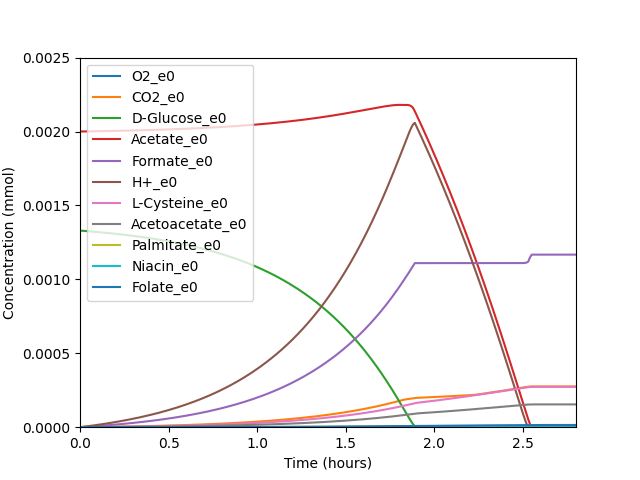 0.0025
0.0020
0.0015
0.0010
0.0005
0.0000
Concentration (mmol)
O2_e0
CO2_e0
D-Glucose_e0
Acetate_e0
Formate_e0
H+_e0
L-Cysteine_e0
Acetoacetate_e0
Palmitate_e0
Niacin_e0
Folate_e0
0.0 0.5 1.0 1.5 2.0 2.5
Time (hours)